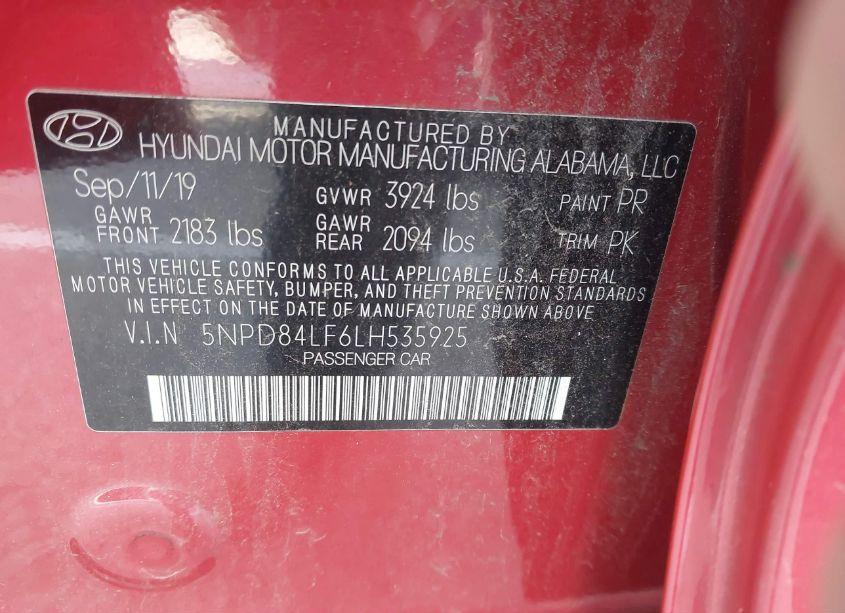 MANUFACTURED BY
HYUNDAI MOTOR MANUFACTURING ALABAMA, LLC
Sep/11/19 GVWR 3924 lbs PAINT PR
GAWR FRONT 2183 lbs GAWR REAR 2094 lbs TRIM PK
THIS VEHICLE CONFORMS TO ALL APPLICABLE U.S.A. FEDERAL
MOTOR VEHICLE SAFETY, BUMPER, AND THEFT PREVENTION STANDARDS
IN EFFECT ON THE DATE OF MANUFACTURE SHOWN ABOVE
V.I.N 5NPD84LF6LH535925
PASSENGER CAR